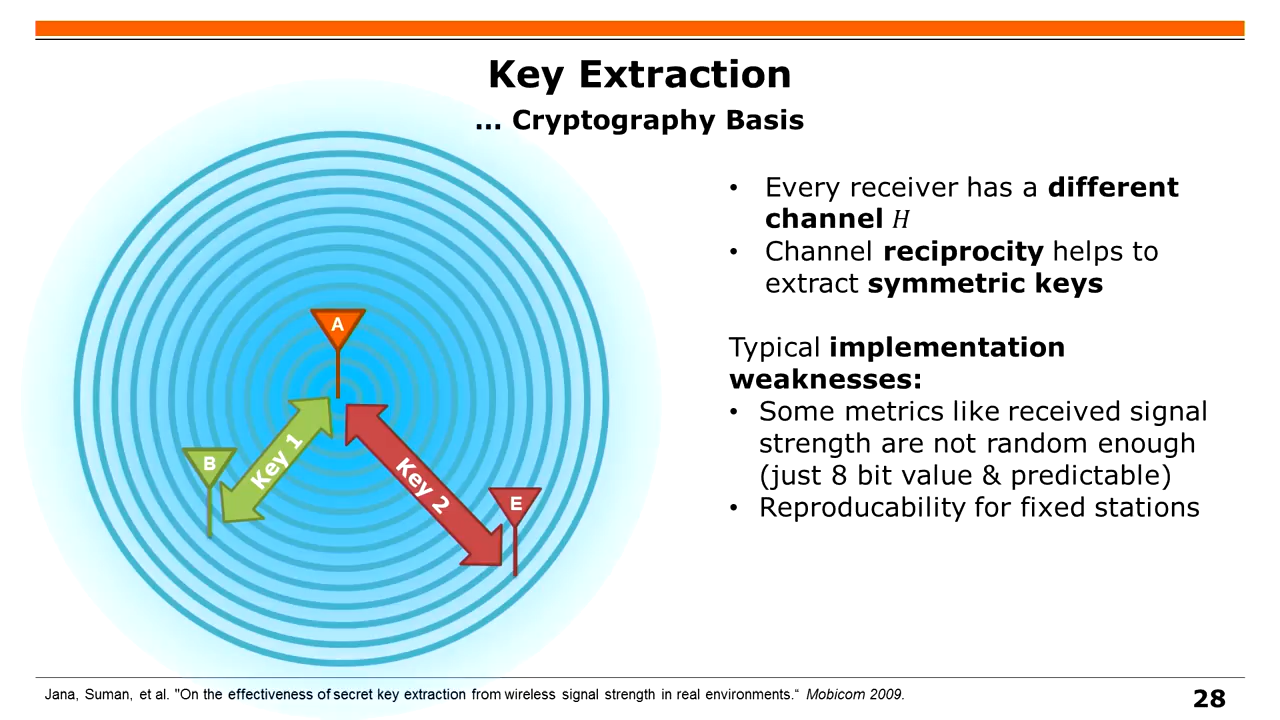 Key Extraction
... Cryptography Basis
• Every receiver has a different
channel H
• Channel reciprocity helps to
extract symmetric keys
Typical implementation
weaknesses:
• Some metrics like received signal
strength are not random enough
(just 8 bit value & predictable)
• Reproducability for fixed stations
A
B
E
Key 1
Key 2
Jana, Suman, et al. "On the effectiveness of secret key extraction from wireless signal strength in real environments.“ Mobicom 2009.
28